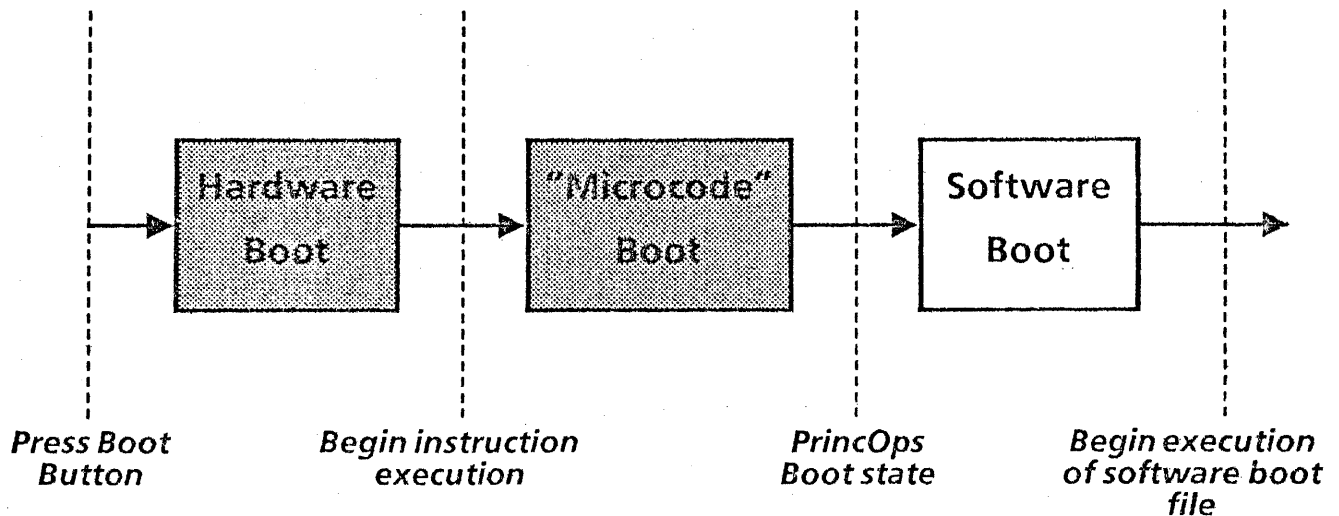 Hardware
Boot
"Microcode"
Boot
Software
Boot
Press Boot
Button
Begin instruction
execution
PrincOps
Boot state
Begin execution
of software boot
file